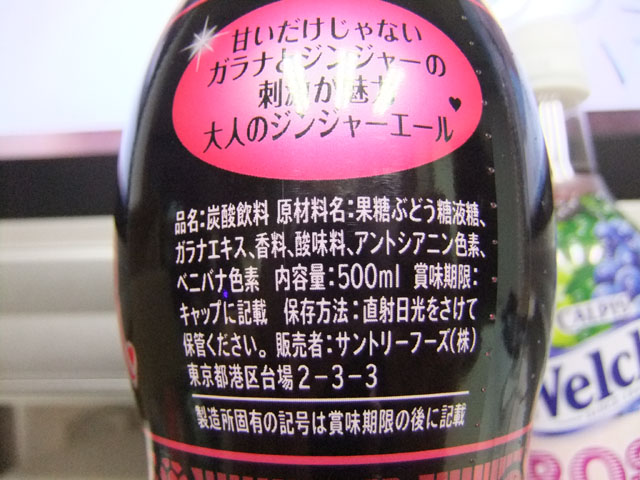 甘いだけじゃない
ガラナとジンジャーの
刺激が魅力
大人のジンジャーエール♥
品名:炭酸飲料 原材料名:果糖ぶどう糖液糖、
ガラナエキス、香料、酸味料、アントシアニン色素、
ベニバナ色素 内容量:500ml 賞味期限:
キャップに記載 保存方法:直射日光をさけて
保管ください。販売者:サントリーフーズ(株)
東京都港区台場2-3-3
製造所固有の記号は賞味期限の後に記載
CALPIS
Welch
ROS